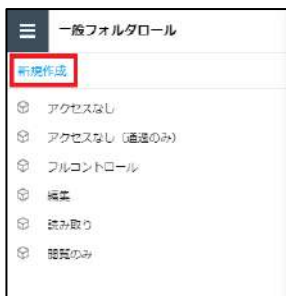 一般フォルダロール
新規作成
アクセスなし
アクセスなし（通過のみ）
フルコントロール
編集
読み取り
閲覧のみ